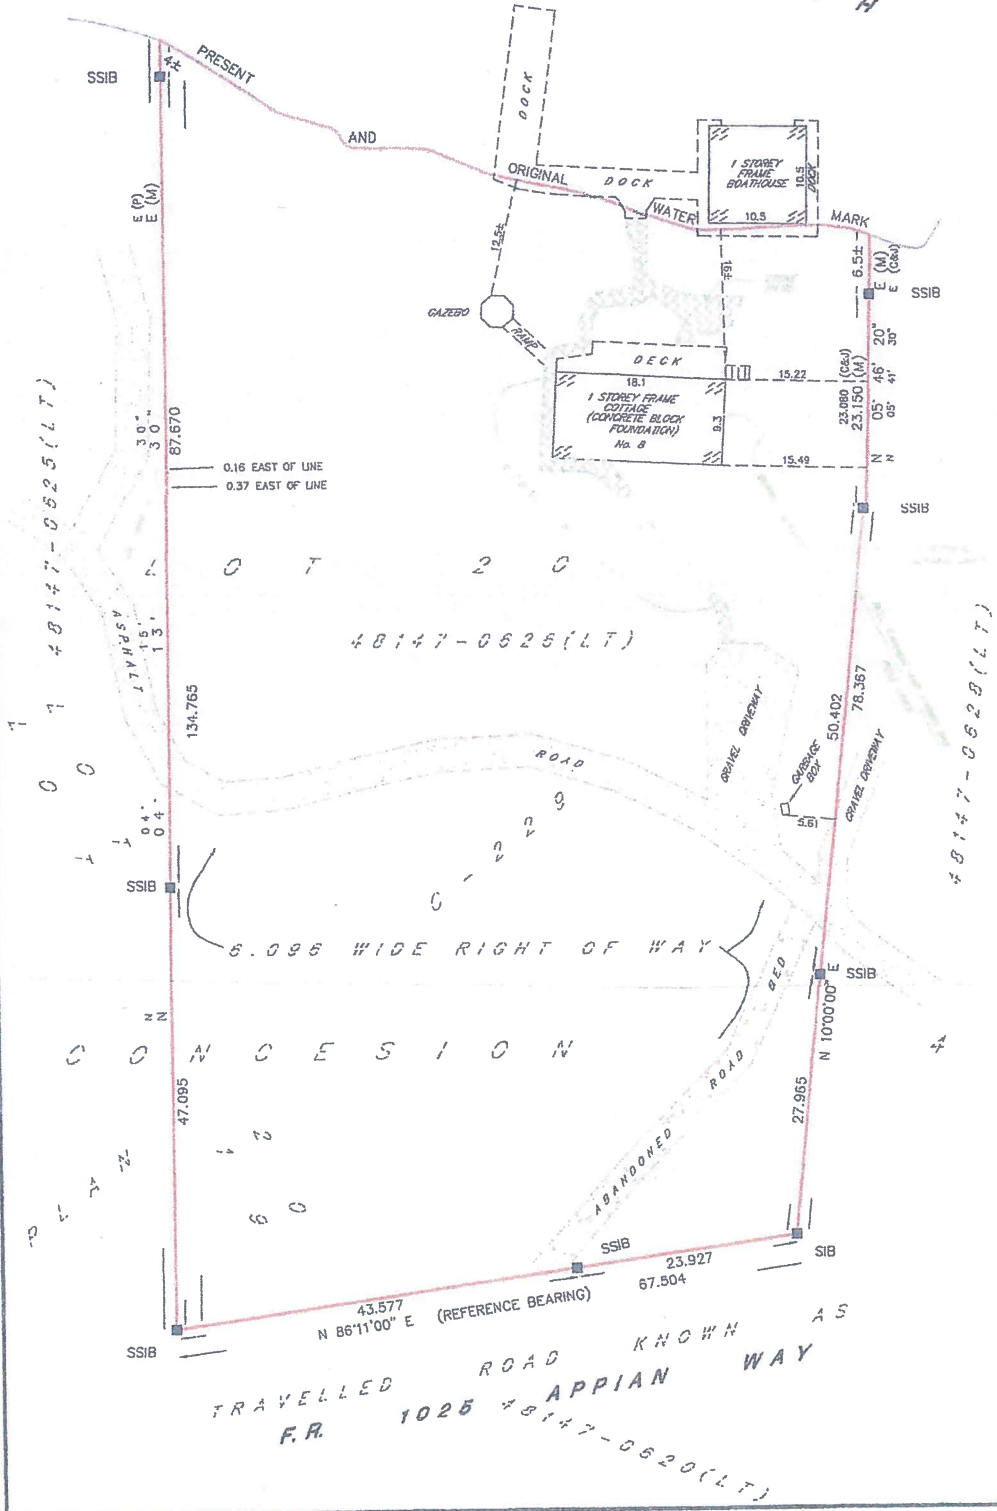 H
SSIB
4±
PRESENT
AND
ORIGINAL
WATER
MARK
DOCK
DOCK
DOCK
1 STOREY
FRAME
BOATHOUSE
10.5
10.5
E (P)
E (M)
12.5±
16±
6.5±
E (M)
E (C&J)
SSIB
GAZEBO
RAMP
DECK
18.1
1 STOREY FRAME
COTTAGE
(CONCRETE BLOCK
FOUNDATION)
No. 8
9.3
15.22
15.49
23.080 (C&J)
23.150 (M)
N 05° 46' 20"
N 05° 41' 30"
SSIB
48147-0625(LT)
30"
30"
87.670
0.16 EAST OF LINE
0.37 EAST OF LINE
LOT 20
48147-0626(LT)
ASPHALT
15'
13'
134.765
ROAD
GRAVEL DRIVEWAY
GARBAGE
BOX
5.61
GRAVEL DRIVEWAY
50.402
78.367
48147-0628(LT)
04°
04°
SSIB
6.096 WIDE RIGHT OF WAY
BED
ROAD
ABANDONED
SSIB
N 10°00'00" E
27.965
N
N
CONCESION
4
47.095
SSIB
23.927
67.504
SIB
43.577
N 86°11'00" E (REFERENCE BEARING)
SSIB
TRAVELLED ROAD KNOWN AS
F.R. 1025 APPIAN WAY
48147-0620(LT)